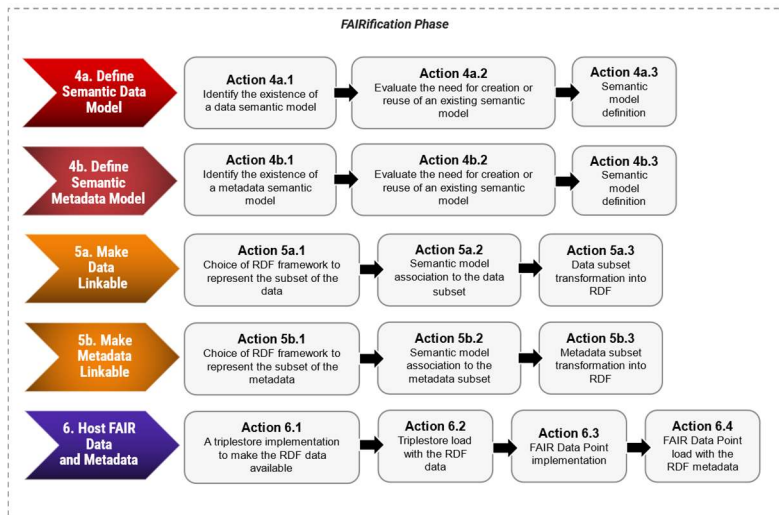 FAIRification Phase
4a. Define
Semantic Data
Model
Action 4a.1
Identify the existence of
a data semantic model
Action 4a.2
Evaluate the need for creation or
reuse of an existing semantic
model
Action 4a.3
Semantic
model
definition
4b. Define
Semantic
Metadata Model
Action 4b.1
Identify the existence of
a metadata semantic
model
Action 4b.2
Evaluate the need for creation or
reuse of an existing semantic
model
Action 4b.3
Semantic
model
definition
5a. Make
Data
Linkable
Action 5a.1
Choice of RDF framework to
represent the subset of the
data
Action 5a.2
Semantic model
association to the data
subset
Action 5a.3
Data subset
transformation into
RDF
5b. Make
Metadata
Linkable
Action 5b.1
Choice of RDF framework to
represent the subset of the
metadata
Action 5b.2
Semantic model
association to the
metadata subset
Action 5b.3
Metadata subset
transformation into
RDF
6. Host FAIR
Data
and Metadata
Action 6.1
A triplestore implementation
to make the RDF data
available
Action 6.2
Triplestore load
with the RDF
data
Action 6.3
FAIR Data Point
implementation
Action 6.4
FAIR Data Point
load with the
RDF metadata